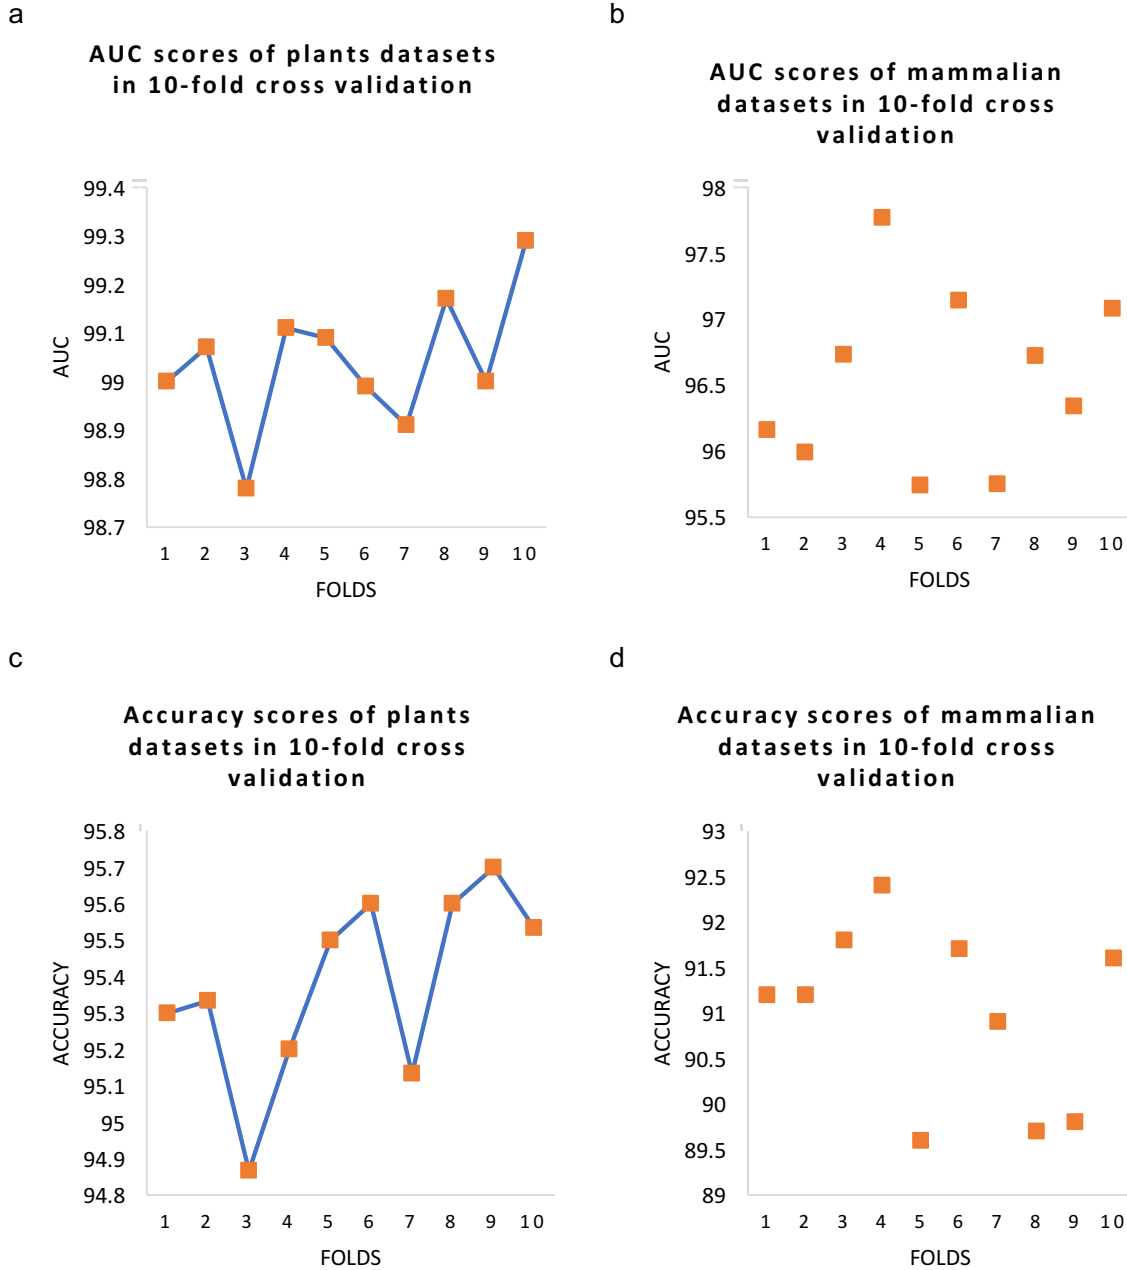 a
AUC scores of plants datasets
in 10-fold cross validation
99.4
99.3
99.2
99.1
99
98.9
98.8
98.7
AUC
1 2 3 4 5 6 7 8 9 10
FOLDS
b
AUC scores of mammalian
datasets in 10-fold cross
validation
98
97.5
97
96.5
96
95.5
AUC
1 2 3 4 5 6 7 8 9 10
FOLDS
c
Accuracy scores of plants
datasets in 10-fold cross
validation
95.8
95.7
95.6
95.5
95.4
95.3
95.2
95.1
95
94.9
94.8
ACCURACY
1 2 3 4 5 6 7 8 9 10
FOLDS
d
Accuracy scores of mammalian
datasets in 10-fold cross
validation
93
92.5
92
91.5
91
90.5
90
89.5
89
ACCURACY
1 2 3 4 5 6 7 8 9 10
FOLDS